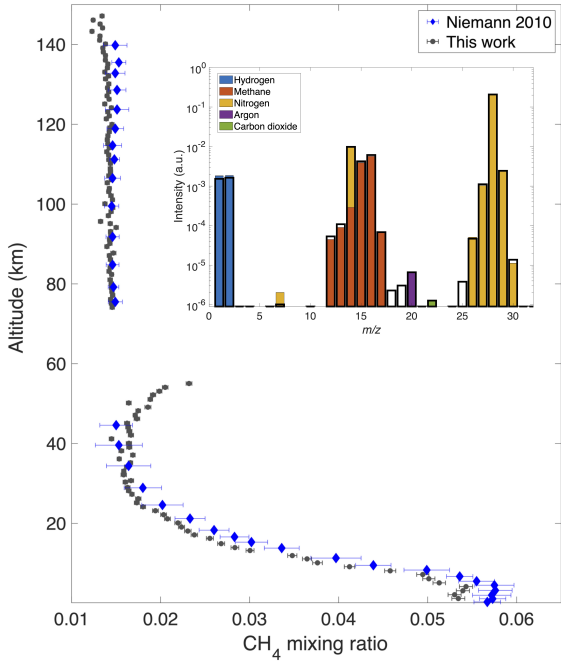 Niemann 2010
This work
140
120
100
80
60
40
20
Altitude (km)
0.01 0.02 0.03 0.04 0.05 0.06
CH4 mixing ratio
Hydrogen
Methane
Nitrogen
Argon
Carbon dioxide
10^0
10^-1
10^-2
10^-3
10^-4
10^-5
10^-6
Intensity (a.u.)
0 5 10 15 20 25 30
m/z